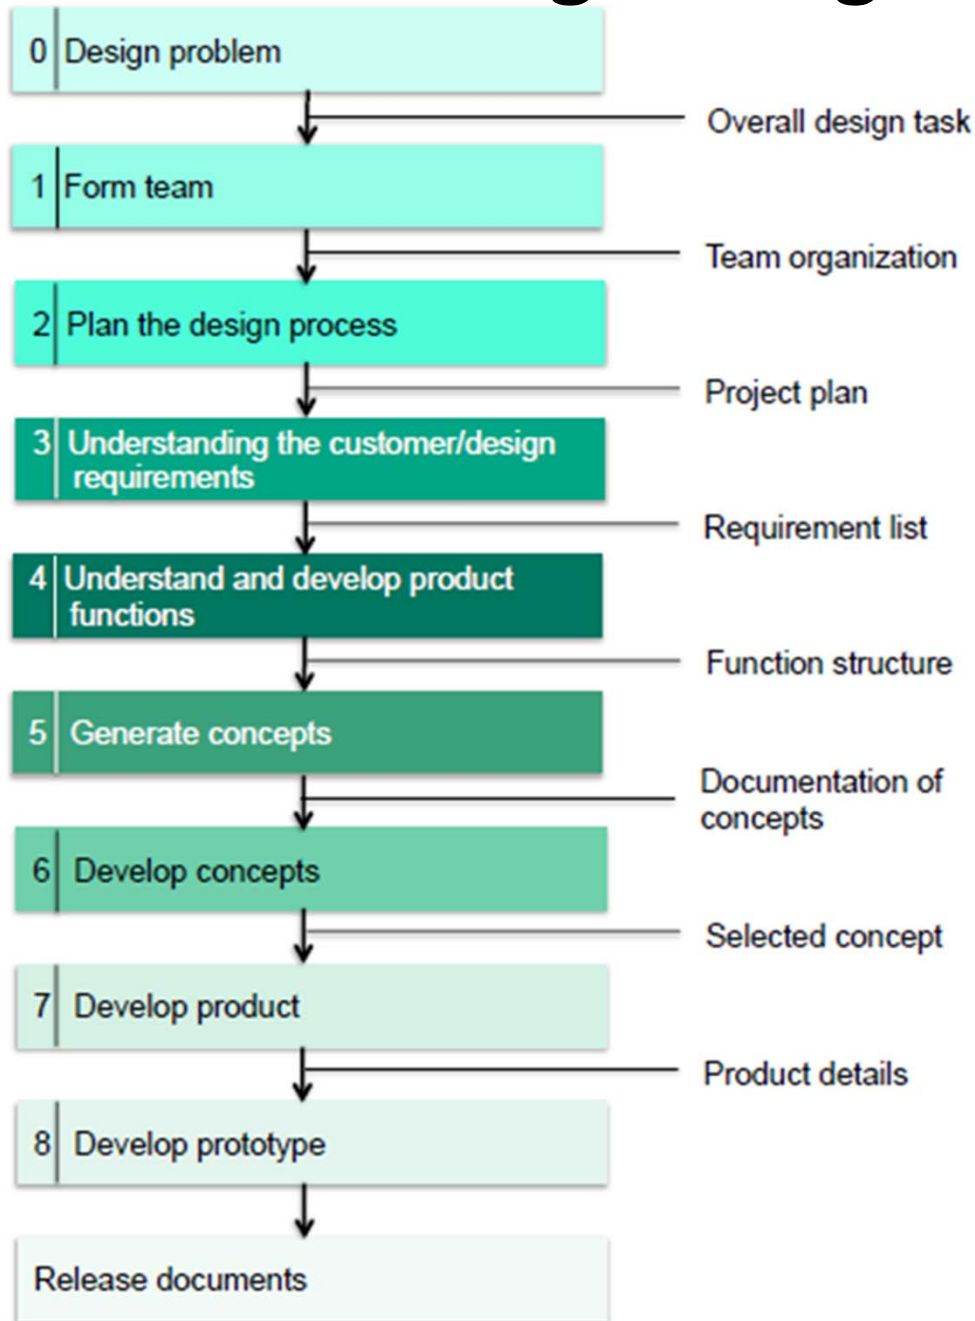 0 Design problem
Overall design task
1 Form team
Team organization
2 Plan the design process
Project plan
3 Understanding the customer/design
requirements
Requirement list
4 Understand and develop product
functions
Function structure
5 Generate concepts
Documentation of
concepts
6 Develop concepts
Selected concept
7 Develop product
Product details
8 Develop prototype
Release documents